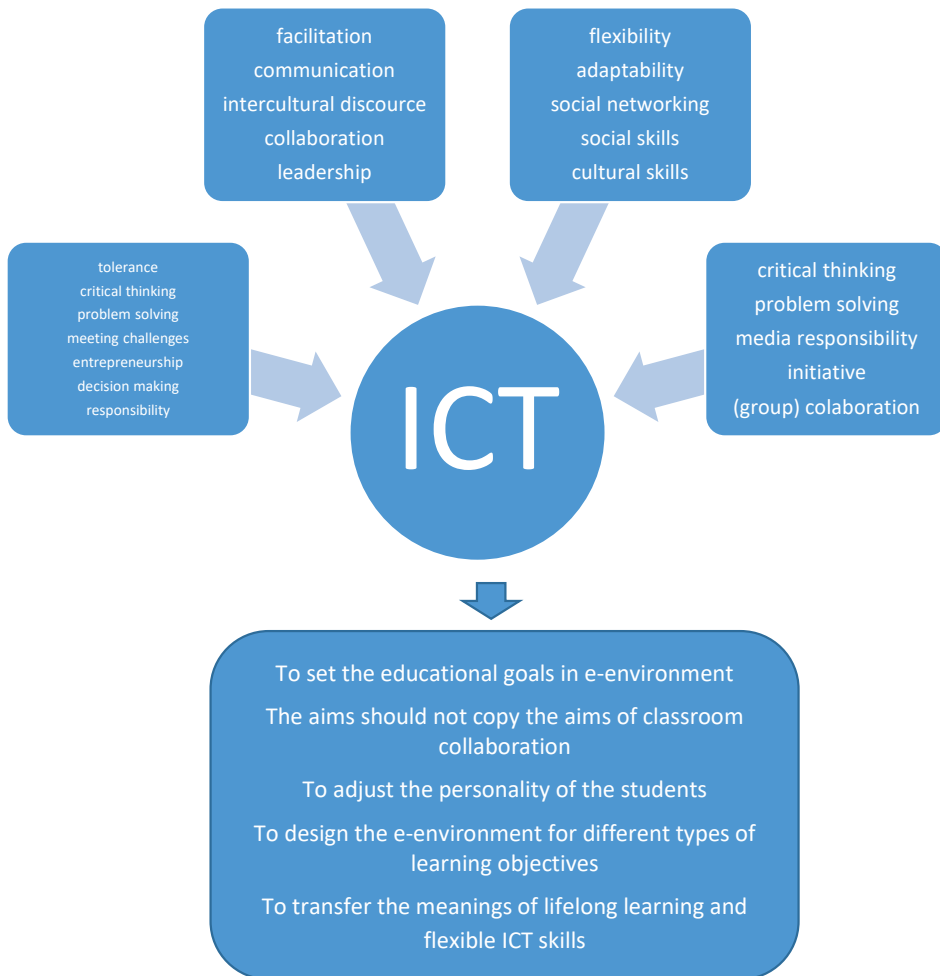 facilitation
communication
intercultural discource
collaboration
leadership
flexibility
adaptability
social networking
social skills
cultural skills
tolerance
critical thinking
problem solving
meeting challenges
entrepreneurship
decision making
responsibility
critical thinking
problem solving
media responsibility
initiative
(group) colaboration
ICT
To set the educational goals in e-environment
The aims should not copy the aims of classroom
collaboration
To adjust the personality of the students
To design the e-environment for different types of
learning objectives
To transfer the meanings of lifelong learning and
flexible ICT skills